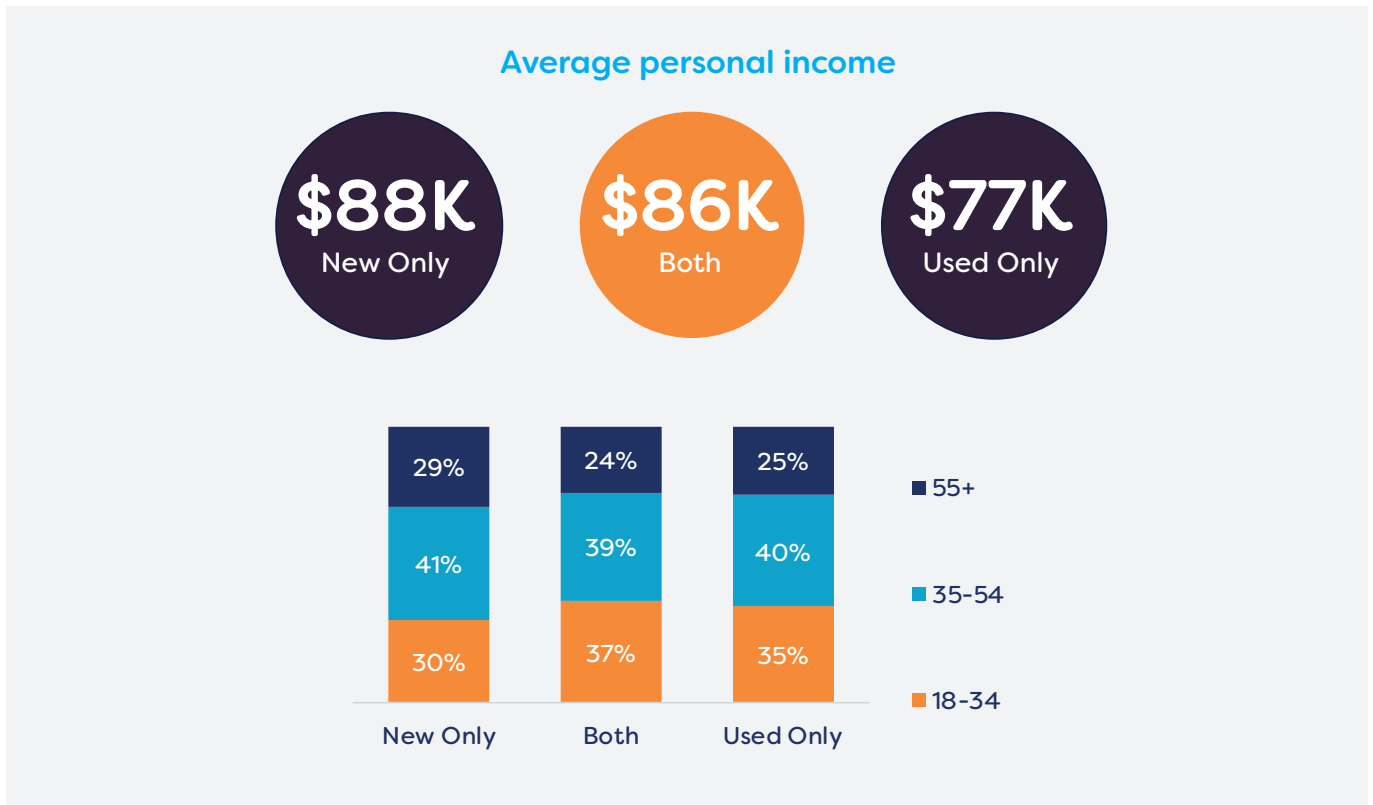 Average personal income
$88K
New Only
$86K
Both
$77K
Used Only
29%
24%
25%
41%
39%
40%
30%
37%
35%
55+
35-54
18-34
New Only
Both
Used Only